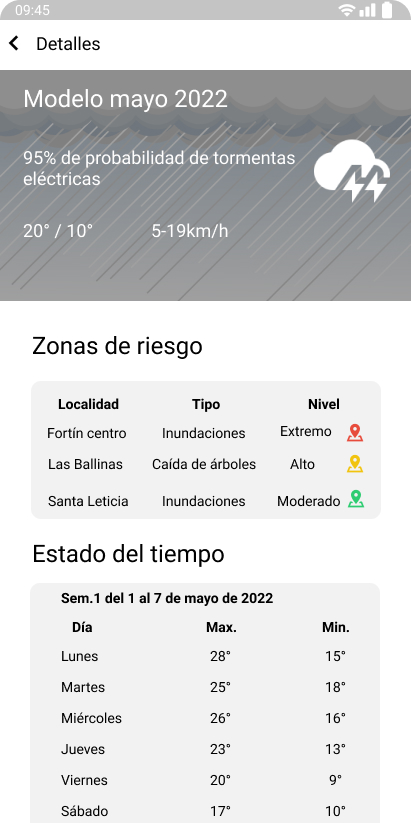 09:45
Detalles
Modelo mayo 2022
95% de probabilidad de tormentas
eléctricas
20° / 10° 5-19km/h
Zonas de riesgo
Localidad Tipo Nivel
Fortín centro Inundaciones Extremo
Las Ballinas Caída de árboles Alto
Santa Leticia Inundaciones Moderado
Estado del tiempo
Sem.1 del 1 al 7 de mayo de 2022
Día Max. Min.
Lunes 28° 15°
Martes 25° 18°
Miércoles 26° 16°
Jueves 23° 13°
Viernes 20° 9°
Sábado 17° 10°